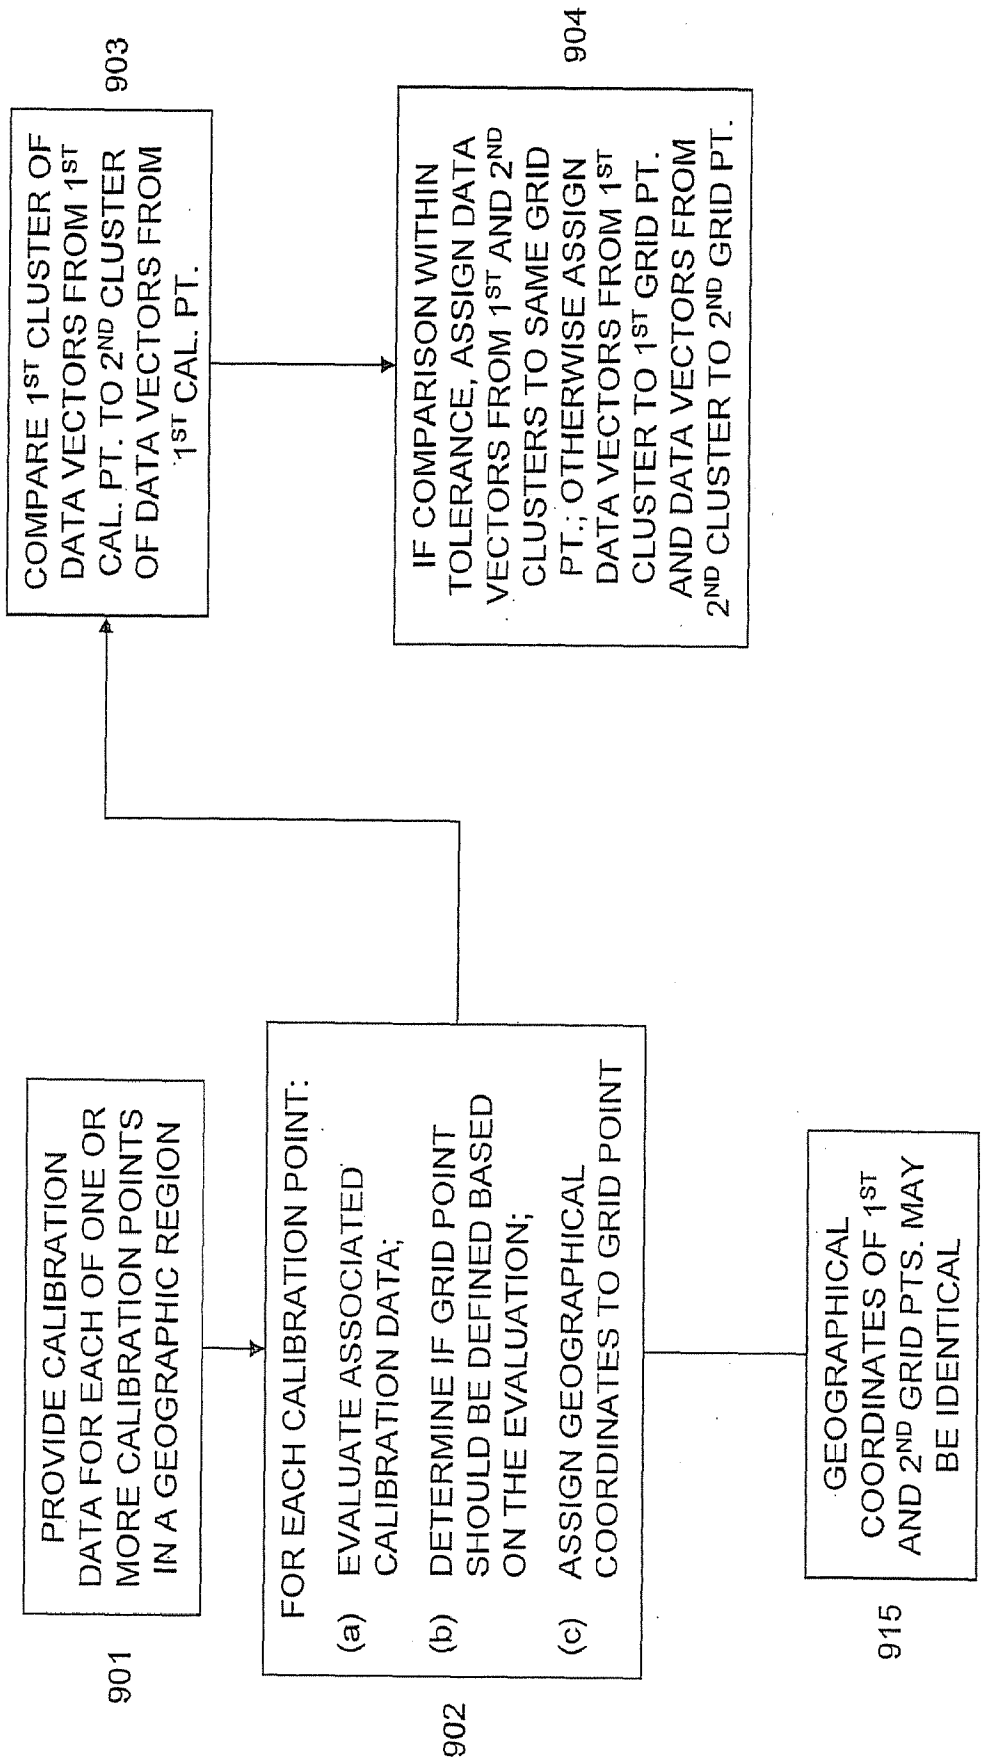 901
PROVIDE CALIBRATION
DATA FOR EACH OF ONE OR
MORE CALIBRATION POINTS
IN A GEOGRAPHIC REGION
902
FOR EACH CALIBRATION POINT:
(a) EVALUATE ASSOCIATED
CALIBRATION DATA;
(b) DETERMINE IF GRID POINT
SHOULD BE DEFINED BASED
ON THE EVALUATION;
(c) ASSIGN GEOGRAPHICAL
COORDINATES TO GRID POINT
915
GEOGRAPHICAL
COORDINATES OF 1ST
AND 2ND GRID PTS. MAY
BE IDENTICAL
903
COMPARE 1ST CLUSTER OF
DATA VECTORS FROM 1ST
CAL. PT. TO 2ND CLUSTER
OF DATA VECTORS FROM
1ST CAL. PT.
904
IF COMPARISON WITHIN
TOLERANCE, ASSIGN DATA
VECTORS FROM 1ST AND 2ND
CLUSTERS TO SAME GRID
PT.; OTHERWISE ASSIGN
DATA VECTORS FROM 1ST
CLUSTER TO 1ST GRID PT.
AND DATA VECTORS FROM
2ND CLUSTER TO 2ND GRID PT.